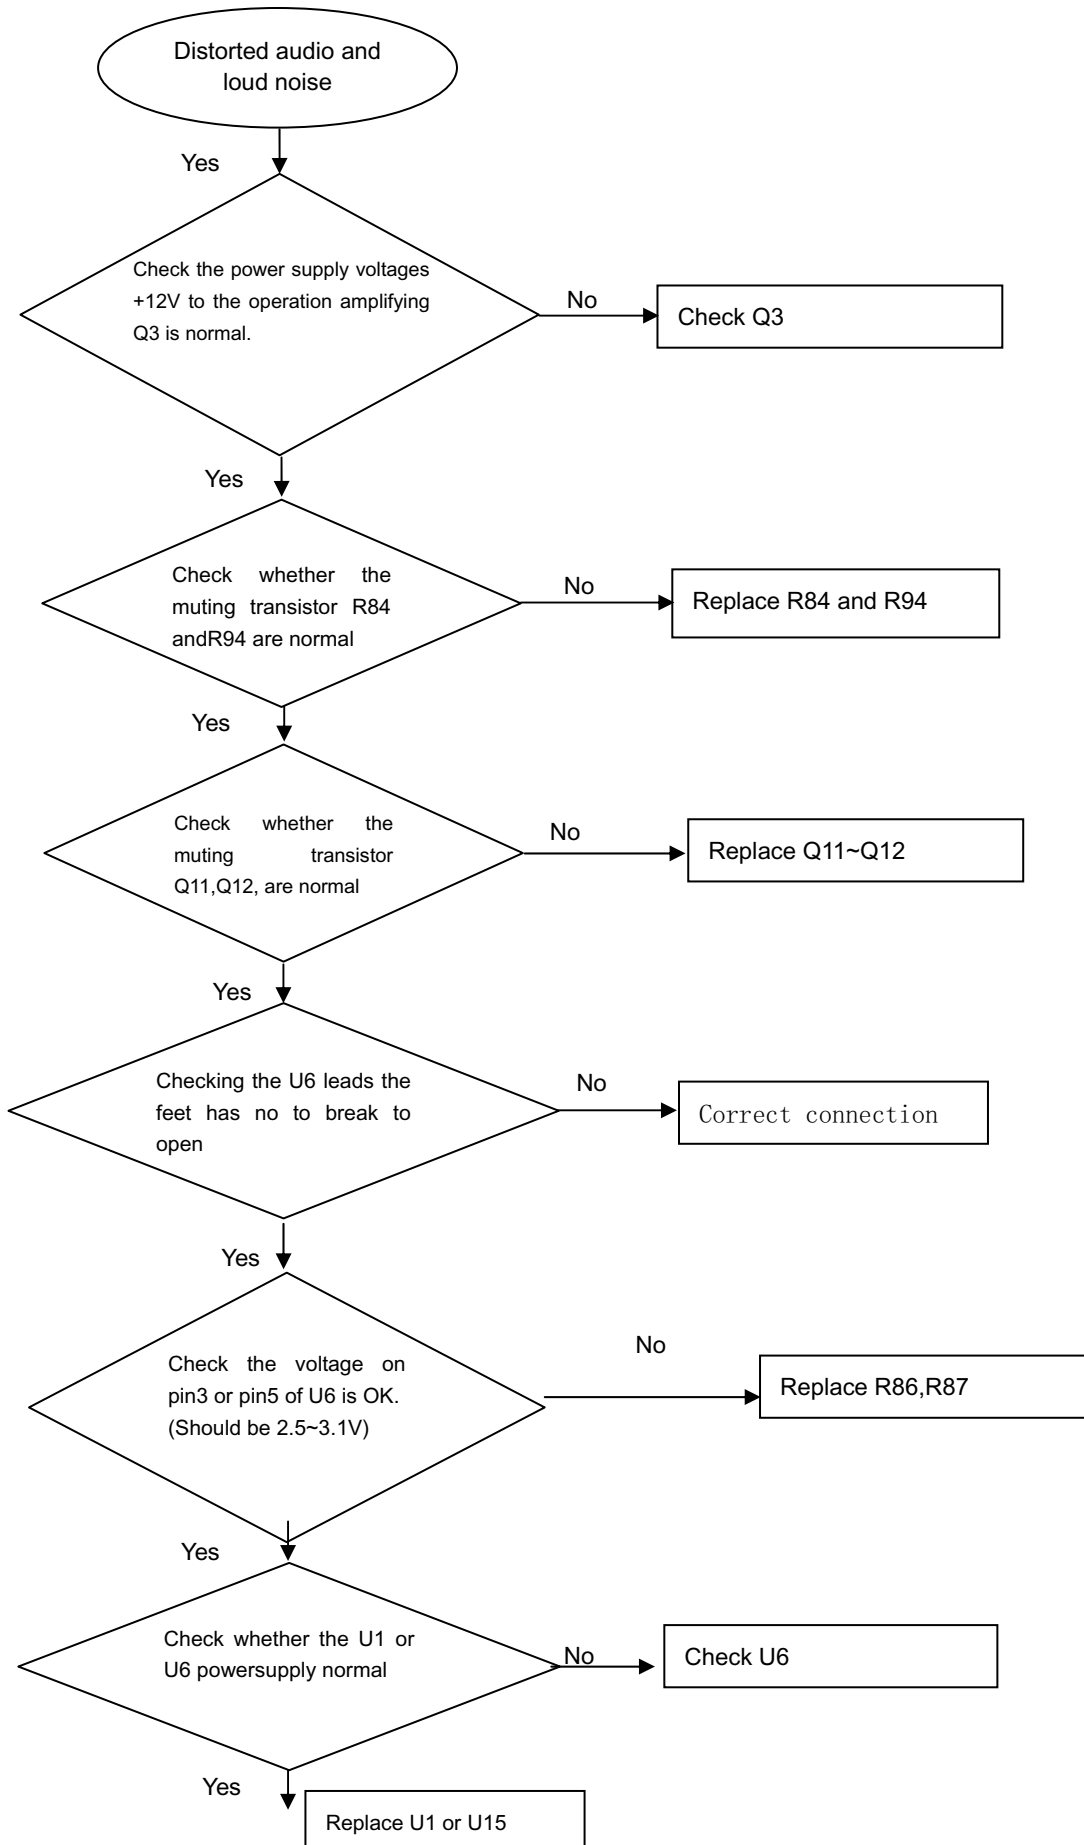 Distorted audio and
loud noise
Yes
Check the power supply voltages
+12V to the operation amplifying
Q3 is normal.
No
Check Q3
Yes
Check whether the
muting transistor R84
andR94 are normal
No
Replace R84 and R94
Yes
Check whether the
muting transistor
Q11,Q12, are normal
No
Replace Q11~Q12
Yes
Checking the U6 leads the
feet has no to break to
open
No
Correct connection
Yes
Check the voltage on
pin3 or pin5 of U6 is OK.
(Should be 2.5~3.1V)
No
Replace R86,R87
Yes
Check whether the U1 or
U6 powersupply normal
No
Check U6
Yes
Replace U1 or U15